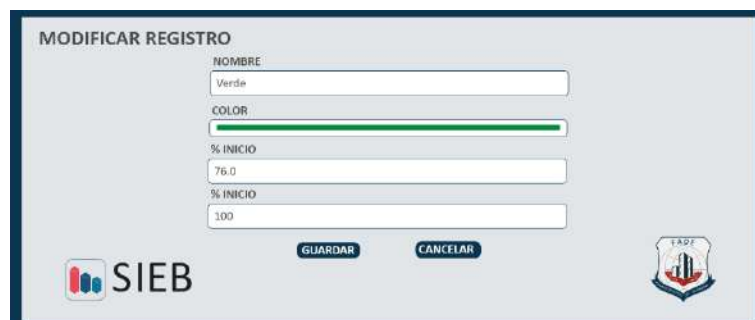 MODIFICAR REGISTRO
NOMBRE
Verde
COLOR
% INICIO
76.0
% INICIO
100
GUARDAR CANCELAR
SIEB